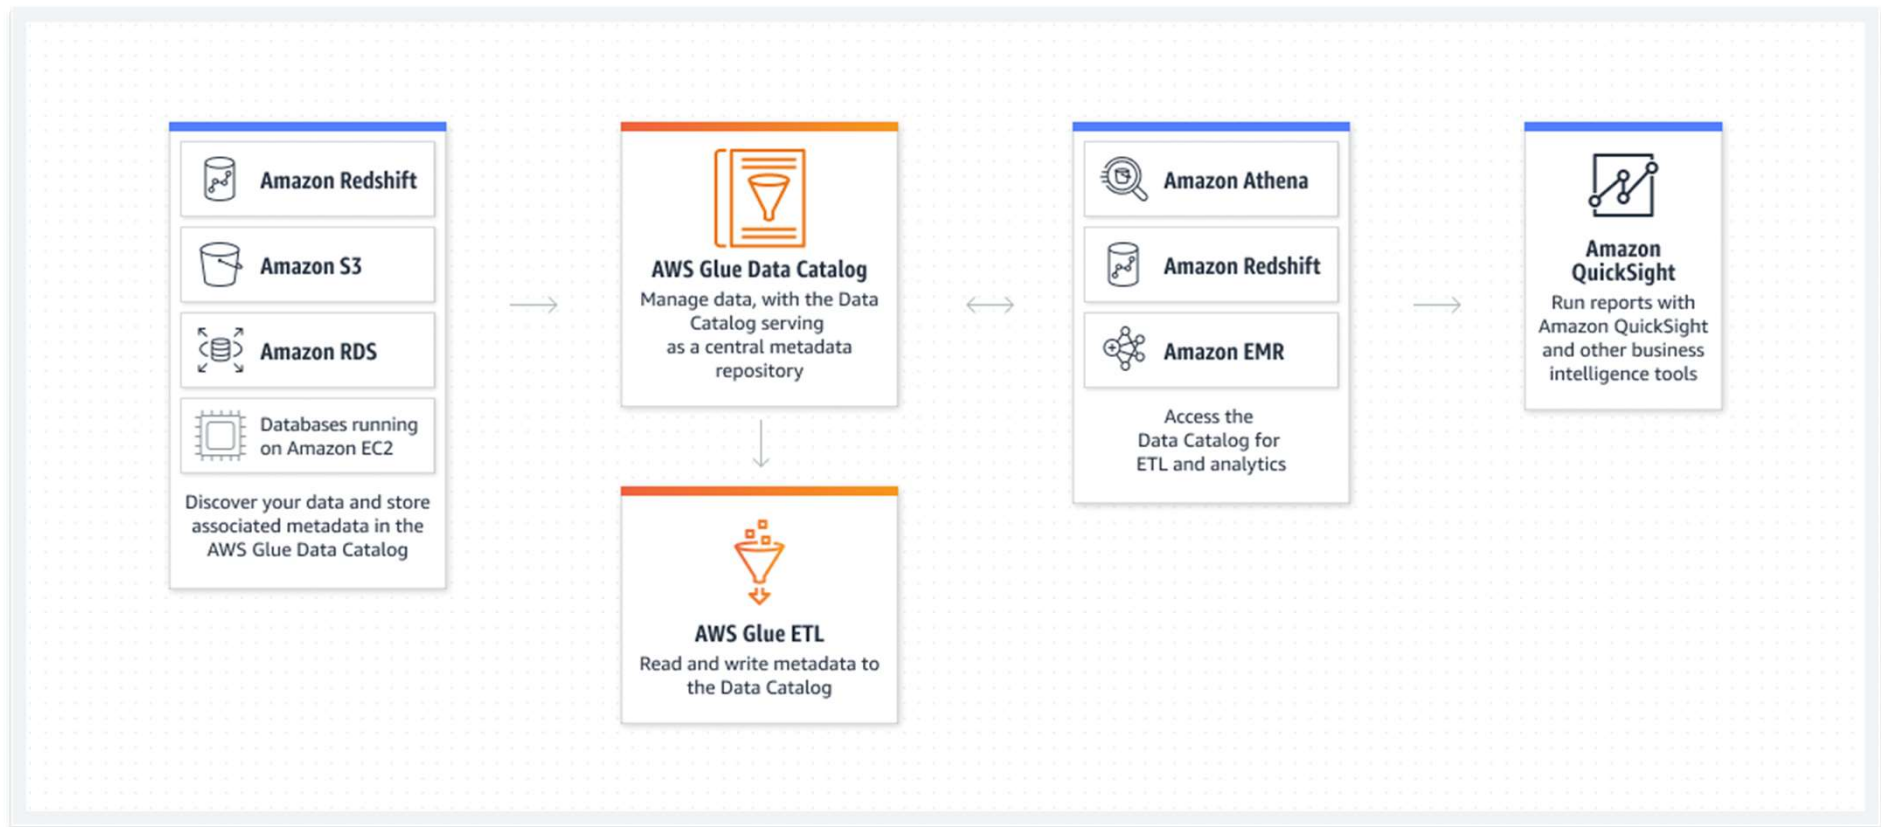 Amazon Redshift
Amazon S3
Amazon RDS
Databases running
on Amazon EC2
Discover your data and store
associated metadata in the
AWS Glue Data Catalog
AWS Glue Data Catalog
Manage data, with the Data
Catalog serving
as a central metadata
repository
AWS Glue ETL
Read and write metadata to
the Data Catalog
Amazon Athena
Amazon Redshift
Amazon EMR
Access the
Data Catalog for
ETL and analytics
Amazon
QuickSight
Run reports with
Amazon QuickSight
and other business
intelligence tools